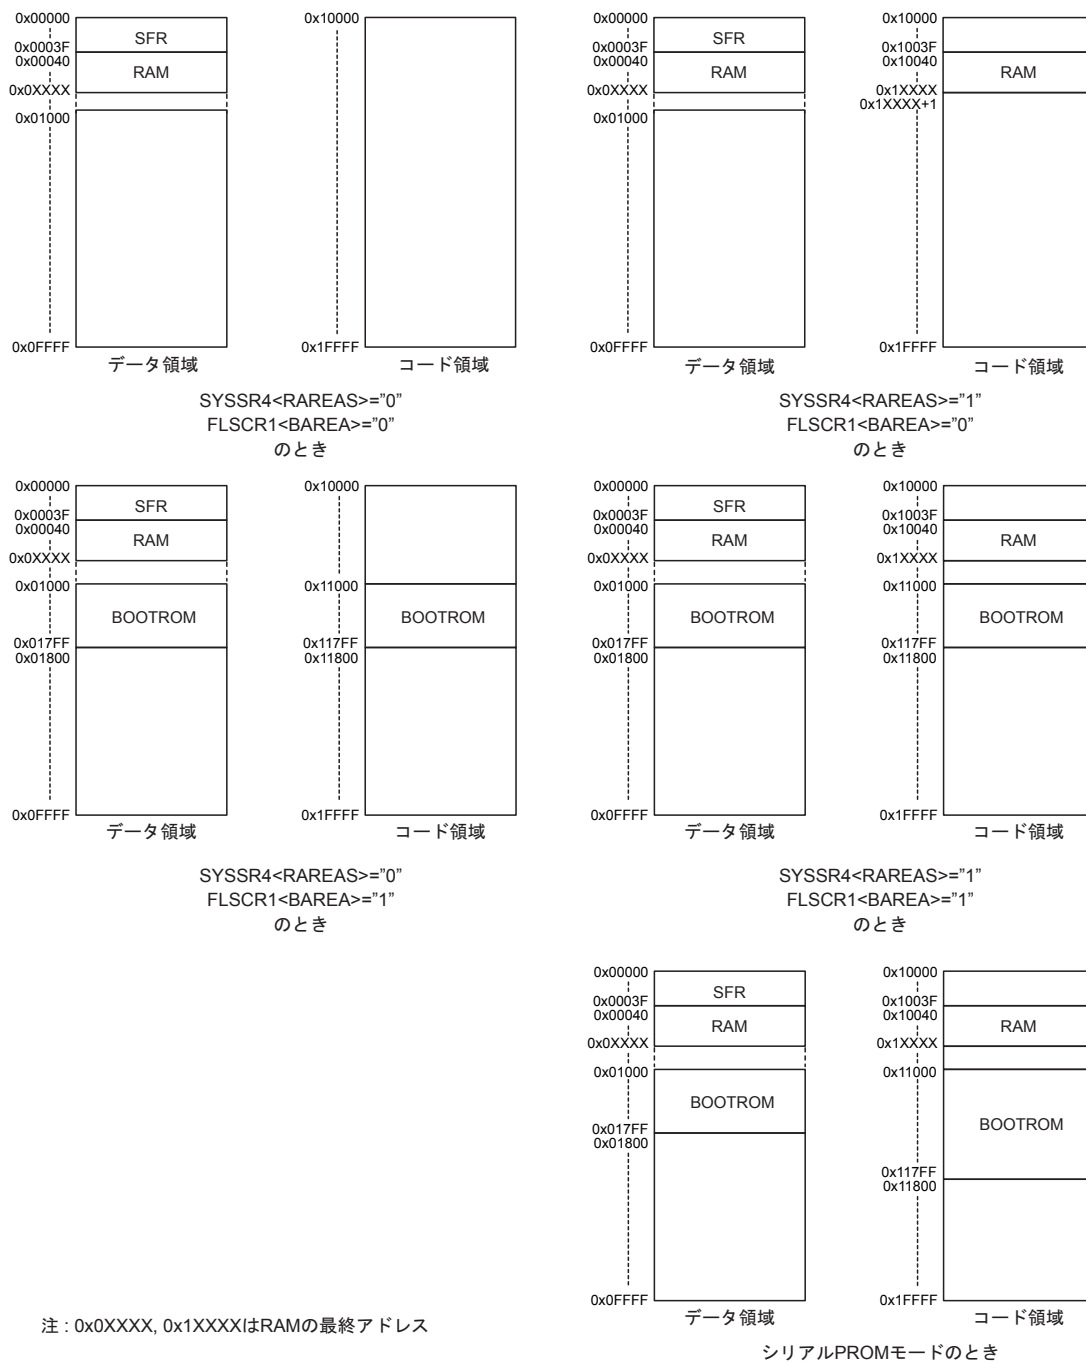 0x00000
SFR
0x0003F
0x00040
RAM
0x0XXXX
0x01000
0x0FFFF
データ領域
0x10000
0x1FFFF
コード領域
SYSSR4<RAREAS>="0"
FLSCR1<BAREA>="0"
のとき
0x00000
SFR
0x0003F
0x00040
RAM
0x0XXXX
0x01000
0x0FFFF
データ領域
0x10000
0x1003F
0x10040
RAM
0x1XXXX
0x1XXXX+1
0x1FFFF
コード領域
SYSSR4<RAREAS>="1"
FLSCR1<BAREA>="0"
のとき
0x00000
SFR
0x0003F
0x00040
RAM
0x0XXXX
0x01000
BOOTROM
0x017FF
0x01800
0x0FFFF
データ領域
0x10000
0x11000
BOOTROM
0x117FF
0x11800
0x1FFFF
コード領域
SYSSR4<RAREAS>="0"
FLSCR1<BAREA>="1"
のとき
0x00000
SFR
0x0003F
0x00040
RAM
0x0XXXX
0x01000
BOOTROM
0x017FF
0x01800
0x0FFFF
データ領域
0x10000
0x1003F
0x10040
RAM
0x1XXXX
0x11000
BOOTROM
0x117FF
0x11800
0x1FFFF
コード領域
SYSSR4<RAREAS>="1"
FLSCR1<BAREA>="1"
のとき
0x00000
SFR
0x0003F
0x00040
RAM
0x0XXXX
0x01000
BOOTROM
0x017FF
0x01800
0x0FFFF
データ領域
0x10000
0x1003F
0x10040
RAM
0x1XXXX
0x11000
BOOTROM
0x117FF
0x11800
0x1FFFF
コード領域
シリアルPROMモードのとき
注 : 0x0XXXX, 0x1XXXXはRAMの最終アドレス